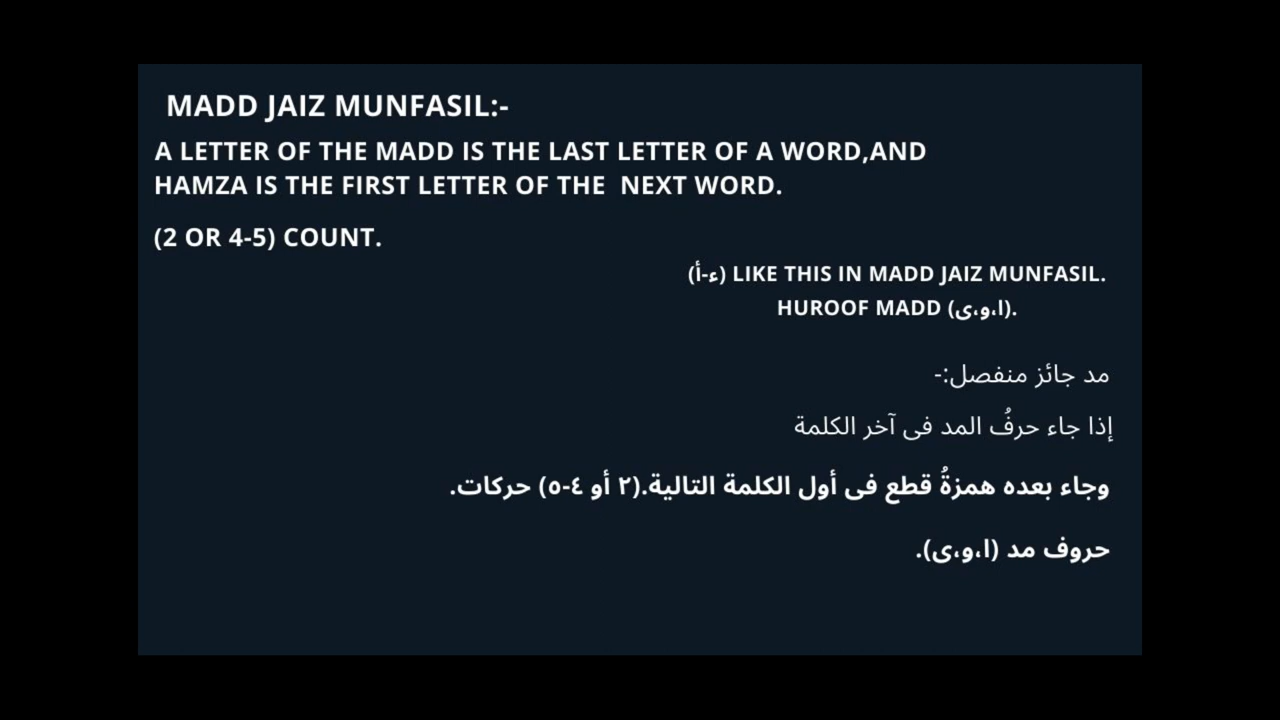 MADD JAIZ MUNFASIL:-
A LETTER OF THE MADD IS THE LAST LETTER OF A WORD,AND
HAMZA IS THE FIRST LETTER OF THE NEXT WORD.
(2 OR 4-5) COUNT.
(ء-أ) LIKE THIS IN MADD JAIZ MUNFASIL.
HUROOF MADD (ا،و،ى).
مد جائز منفصل:-
إذا جاء حرفُ المد فى آخر الكلمة
وجاء بعده همزةُ قطع فى أول الكلمة التالية.(٢ أو ٤-٥) حركات.
حروف مد (ا،و،ى).